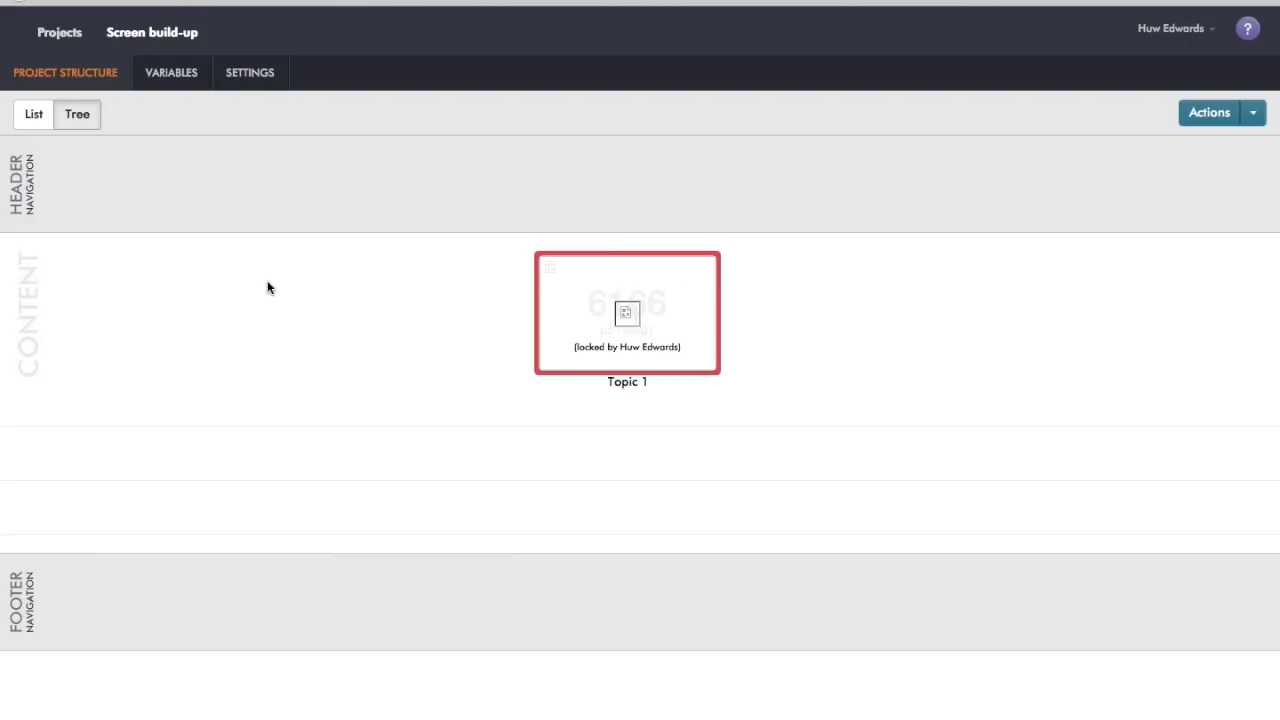 Projects Screen build-up Huw Edwards ?
PROJECT STRUCTURE VARIABLES SETTINGS
List Tree Actions
HEADER
NAVIGATION
CONTENT
(locked by Huw Edwards)
Topic 1
FOOTER
NAVIGATION